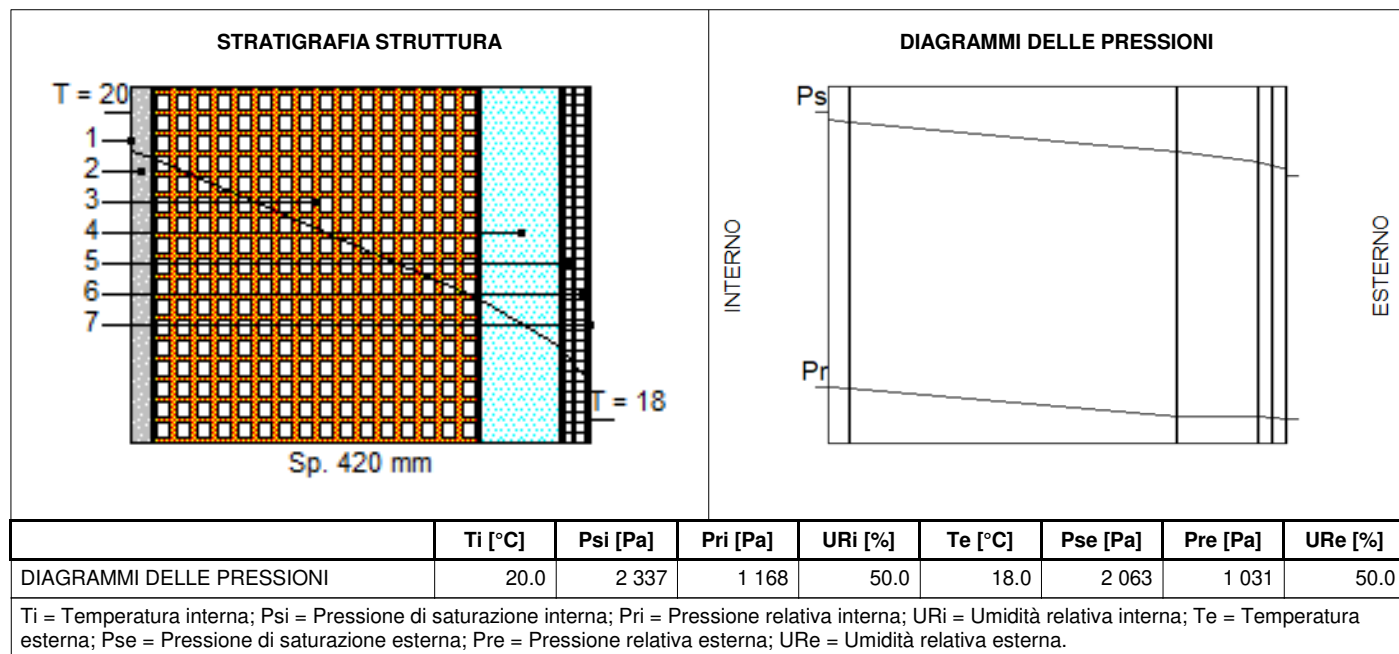 STRATIGRAFIA STRUTTURA
T = 20
1
2
3
4
5
6
7
T = 18
Sp. 420 mm
DIAGRAMMI DELLE PRESSIONI
Ps
Pr
INTERNO
ESTERNO
Ti [°C] Psi [Pa] Pri [Pa] URi [%] Te [°C] Pse [Pa] Pre [Pa] URe [%]
DIAGRAMMI DELLE PRESSIONI 20.0 2 337 1 168 50.0 18.0 2 063 1 031 50.0
Ti = Temperatura interna; Psi = Pressione di saturazione interna; Pri = Pressione relativa interna; URi = Umidità relativa interna; Te = Temperatura
esterna; Pse = Pressione di saturazione esterna; Pre = Pressione relativa esterna; URe = Umidità relativa esterna.